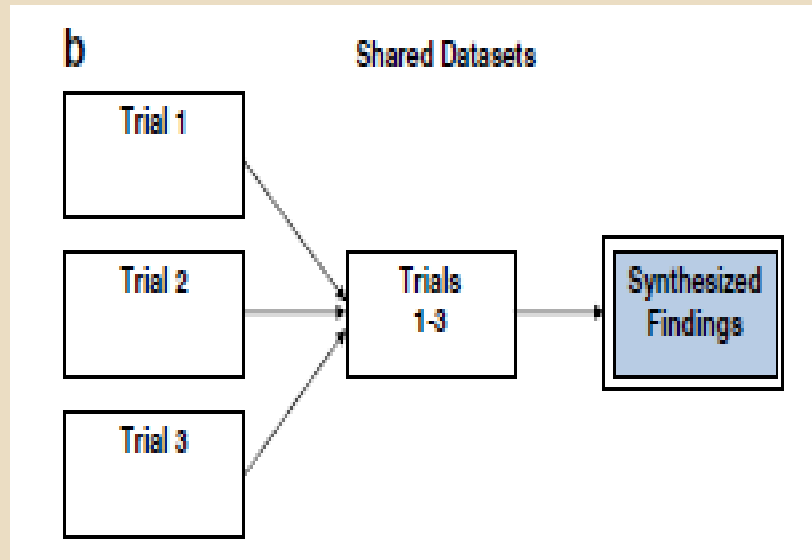 b
Shared Datasets
Trial 1
Trial 2
Trial 3
Trials
1-3
Synthesized
Findings